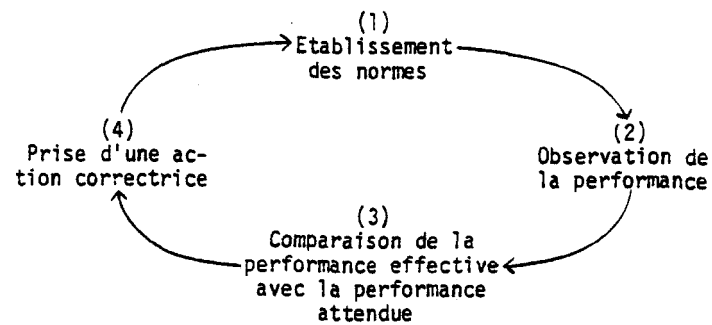 (1)
Etablissement
des normes
(2)
Observation de
la performance
(3)
Comparaison de la
performance effective
avec la performance
attendue
(4)
Prise d'une ac-
tion correctrice